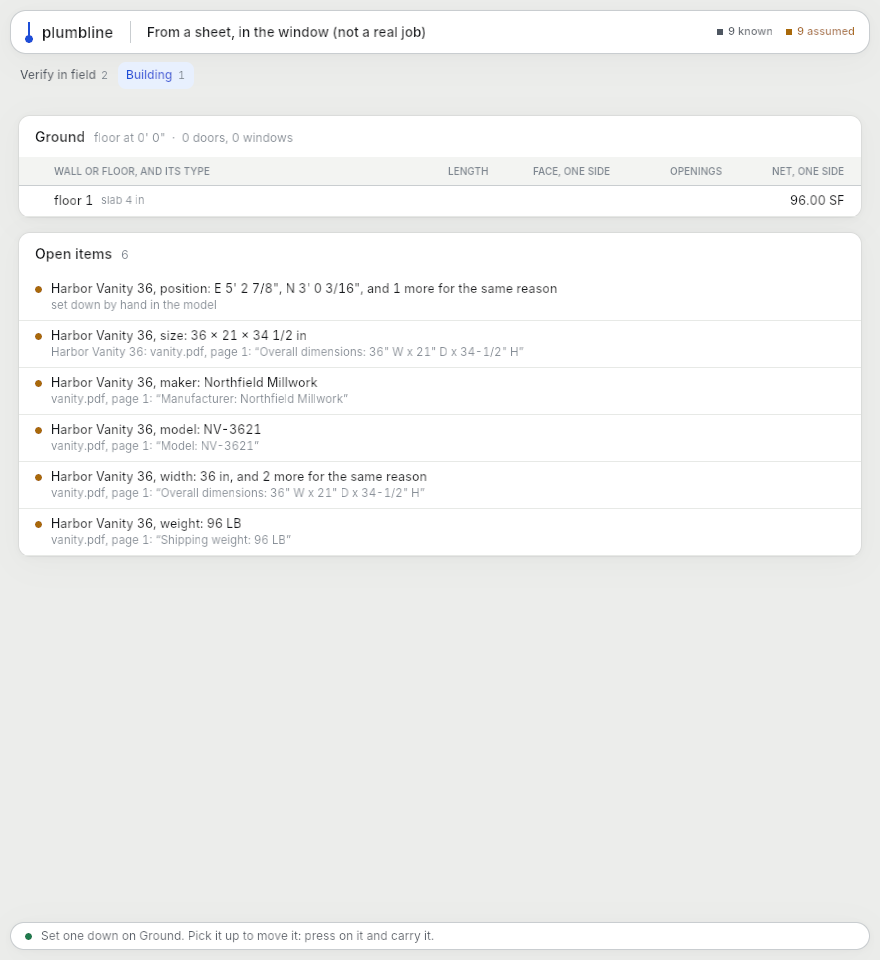 plumbline
From a sheet, in the window (not a real job)
9 known
9 assumed
Verify in field 2
Building 1
Ground floor at 0' 0" · 0 doors, 0 windows
WALL OR FLOOR, AND ITS TYPE LENGTH FACE, ONE SIDE OPENINGS NET, ONE SIDE
floor 1 slab 4 in 96.00 SF
Open items 6
Harbor Vanity 36, position: E 5' 2 7/8", N 3' 0 3/16", and 1 more for the same reason
set down by hand in the model
Harbor Vanity 36, size: 36 × 21 × 34 1/2 in
Harbor Vanity 36: vanity.pdf, page 1: “Overall dimensions: 36" W x 21" D x 34-1/2" H”
Harbor Vanity 36, maker: Northfield Millwork
vanity.pdf, page 1: “Manufacturer: Northfield Millwork”
Harbor Vanity 36, model: NV-3621
vanity.pdf, page 1: “Model: NV-3621”
Harbor Vanity 36, width: 36 in, and 2 more for the same reason
vanity.pdf, page 1: “Overall dimensions: 36" W x 21" D x 34-1/2" H”
Harbor Vanity 36, weight: 96 LB
vanity.pdf, page 1: “Shipping weight: 96 LB”
Set one down on Ground. Pick it up to move it: press on it and carry it.